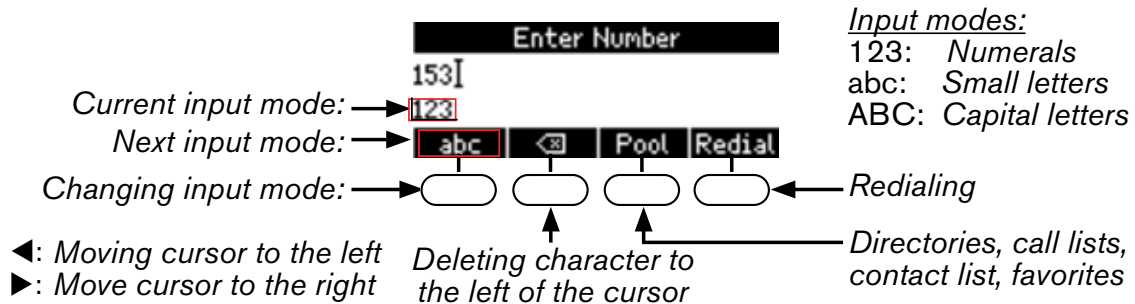 Enter Number
153
123
abc ⌫ Pool Redial
Current input mode:
Next input mode:
Changing input mode:
◀: Moving cursor to the left
▶: Move cursor to the right
Deleting character to
the left of the cursor
Input modes:
123: Numerals
abc: Small letters
ABC: Capital letters
Redialing
Directories, call lists,
contact list, favorites